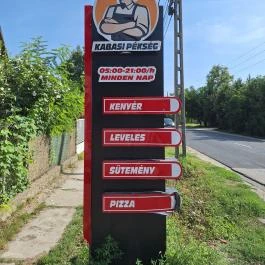 KABASI PÉKSÉG
05:00-21:00/h
MINDEN NAP
KENYÉR
LEVELES
SÜTEMÉNY
PIZZA